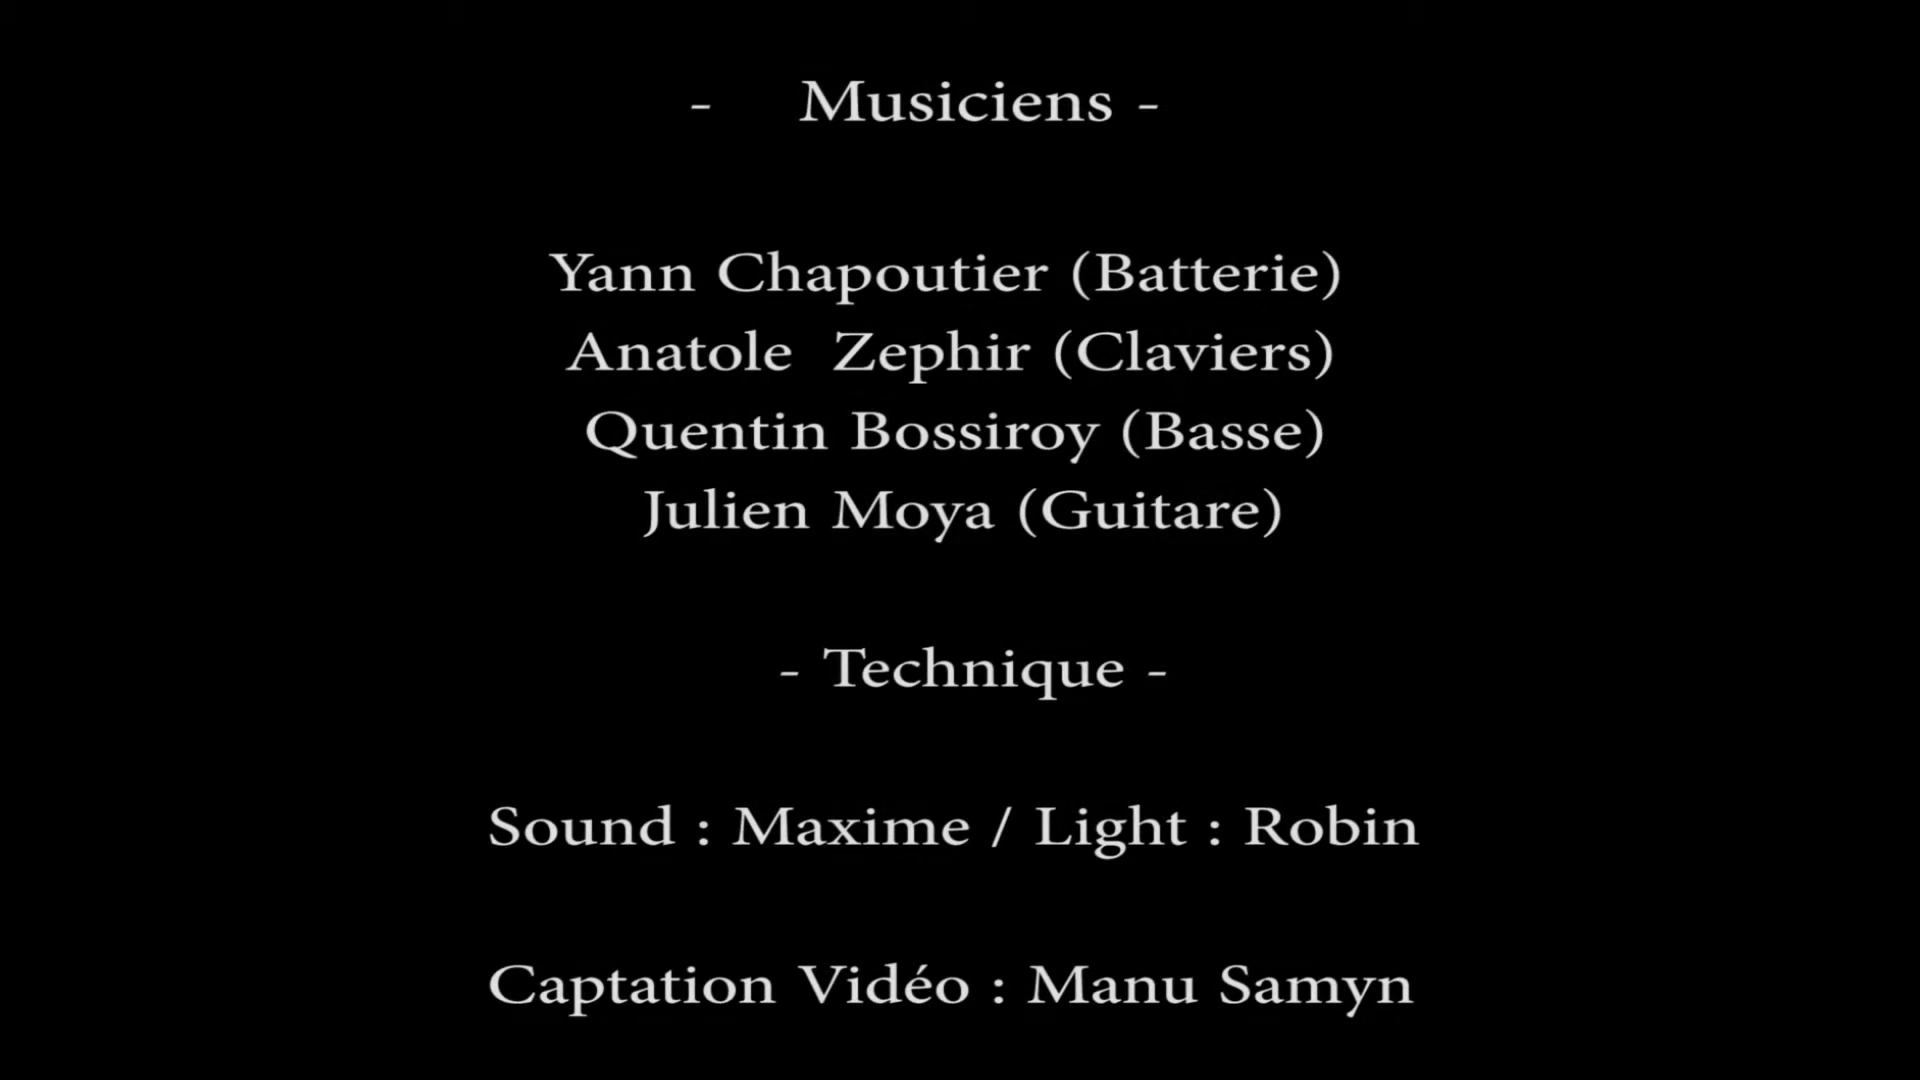 - Musiciens -
Yann Chapoutier (Batterie)
Anatole Zephir (Claviers)
Quentin Bossiroy (Basse)
Julien Moya (Guitare)
- Technique -
Sound : Maxime / Light : Robin
Captation Vidéo : Manu Samyn